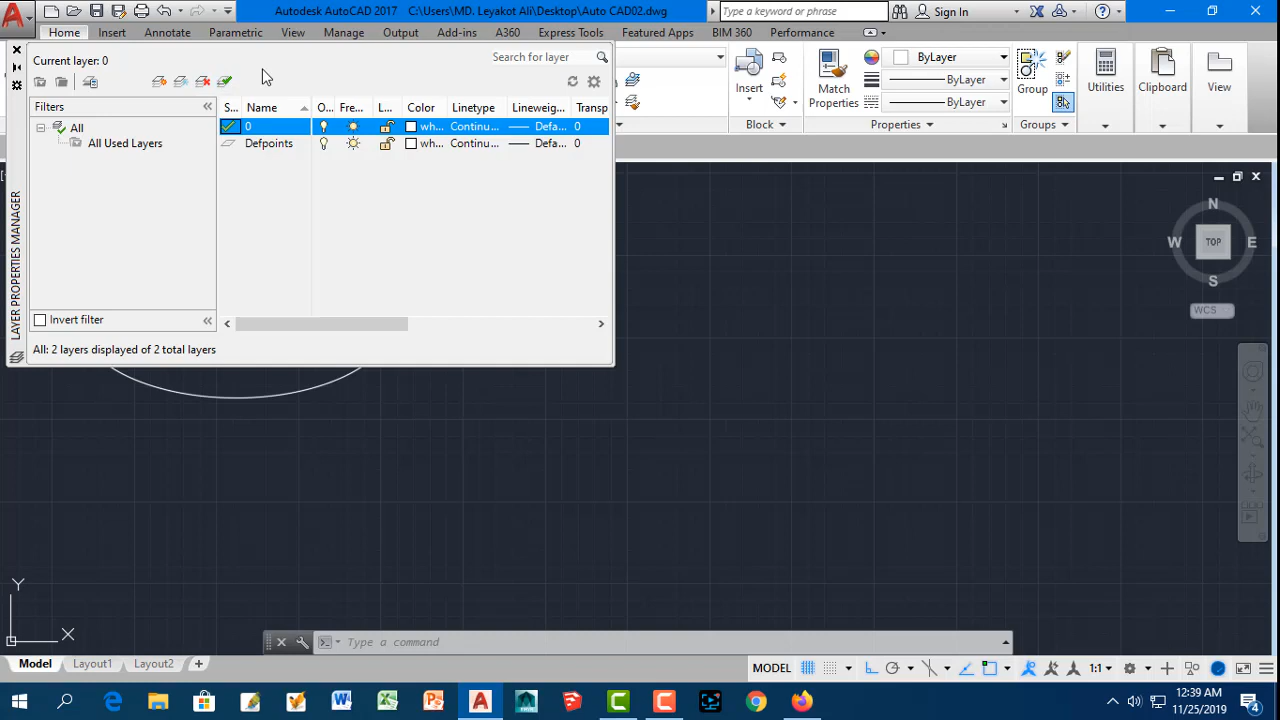 Autodesk AutoCAD 2017 C:\Users\MD. Leyakot Ali\Desktop\Auto CAD02.dwg
Type a keyword or phrase
Sign In
Home Insert Annotate Parametric View Manage Output Add-ins A360 Express Tools Featured Apps BIM 360 Performance
Current layer: 0
Search for layer
Filters
All
All Used Layers
Invert filter
S... Name O.. Fre... L... Color Linetype Lineweig... Transp
0 wh... Continu... Defa... 0
Defpoints wh... Continu... Defa... 0
All: 2 layers displayed of 2 total layers
LAYER PROPERTIES MANAGER
Insert
Block
Match
Properties
ByLayer
ByLayer
ByLayer
Properties
Group
Groups
Utilities
Clipboard
View
N
W TOP E
S
WCS
Y
X
Type a command
Model Layout1 Layout2
MODEL
1:1
12:39 AM
11/25/2019
4